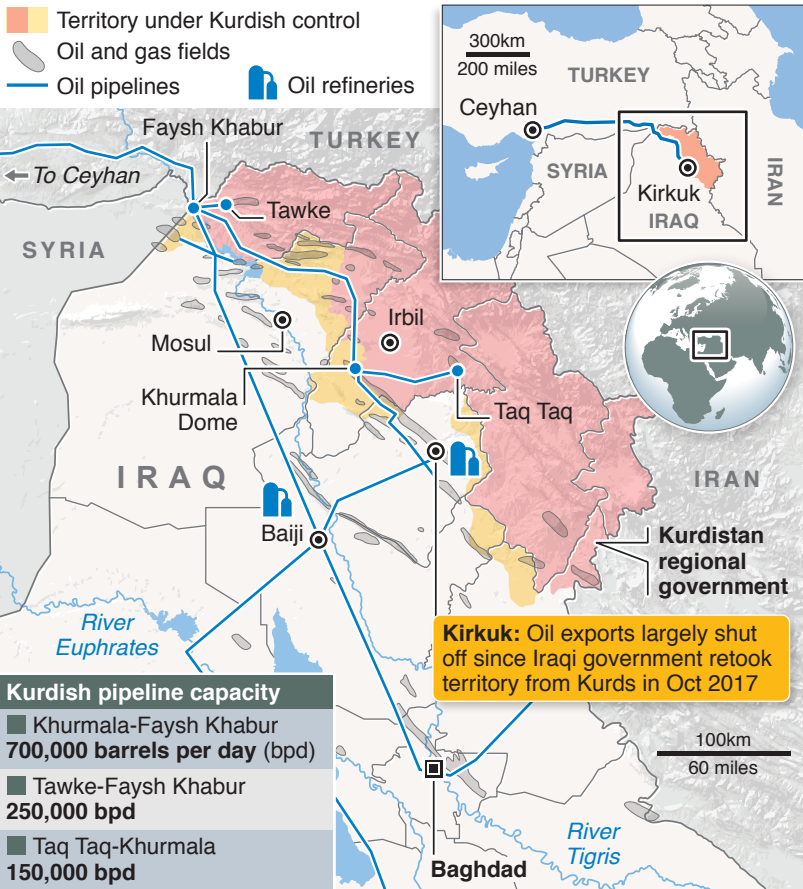 Territory under Kurdish control
Oil and gas fields
Oil pipelines
Oil refineries
300km
200 miles
TURKEY
Ceyhan
SYRIA
IRAN
Kirkuk
IRAQ
Faysh Khabur
TURKEY
To Ceyhan
Tawke
SYRIA
Irbil
Mosul
Khurmala
Dome
Taq Taq
IRAQ
IRAN
Baiji
Kurdistan
regional
government
River
Euphrates
Kirkuk: Oil exports largely shut
off since Iraqi government retook
territory from Kurds in Oct 2017
Kurdish pipeline capacity
Khurmala-Faysh Khabur
700,000 barrels per day (bpd)
Tawke-Faysh Khabur
250,000 bpd
Taq Taq-Khurmala
150,000 bpd
100km
60 miles
River
Tigris
Baghdad